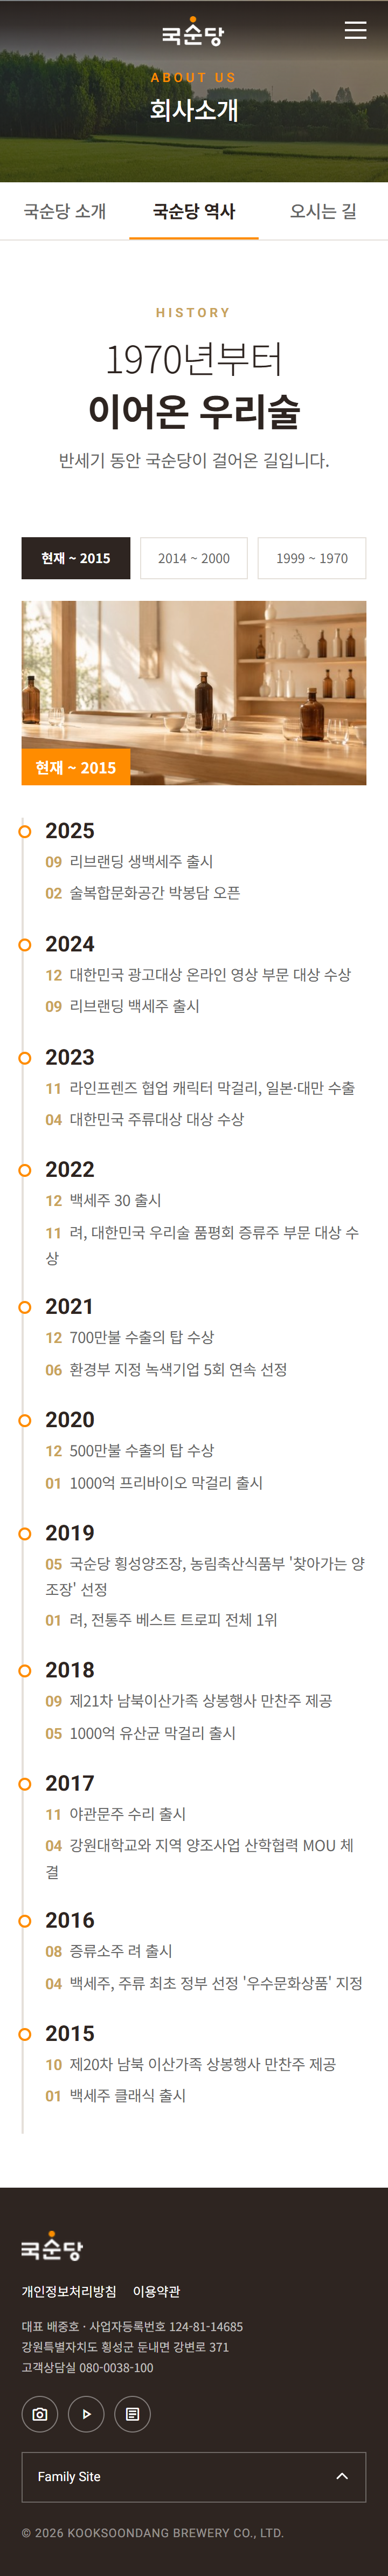 국순당
ABOUT US
회사소개
국순당 소개
국순당 역사
오시는 길
HISTORY
1970년부터
이어온 우리술
반세기 동안 국순당이 걸어온 길입니다.
현재 ~ 2015
2014 ~ 2000
1999 ~ 1970
현재 ~ 2015
2025
09 리브랜딩 생백세주 출시
02 술복합문화공간 박봉담 오픈
2024
12 대한민국 광고대상 온라인 영상 부문 대상 수상
09 리브랜딩 백세주 출시
2023
11 라인프렌즈 협업 캐릭터 막걸리, 일본·대만 수출
04 대한민국 주류대상 대상 수상
2022
12 백세주 30 출시
11 려, 대한민국 우리술 품평회 증류주 부문 대상 수
상
2021
12 700만불 수출의 탑 수상
06 환경부 지정 녹색기업 5회 연속 선정
2020
12 500만불 수출의 탑 수상
01 1000억 프리바이오 막걸리 출시
2019
05 국순당 횡성양조장, 농림축산식품부 '찾아가는 양
조장' 선정
01 려, 전통주 베스트 트로피 전체 1위
2018
09 제21차 남북이산가족 상봉행사 만찬주 제공
05 1000억 유산균 막걸리 출시
2017
11 야관문주 수리 출시
04 강원대학교와 지역 양조사업 산학협력 MOU 체
결
2016
08 증류소주 려 출시
04 백세주, 주류 최초 정부 선정 '우수문화상품' 지정
2015
10 제20차 남북 이산가족 상봉행사 만찬주 제공
01 백세주 클래식 출시
국순당
개인정보처리방침 이용약관
대표 배중호 · 사업자등록번호 124-81-14685
강원특별자치도 횡성군 둔내면 강변로 371
고객상담실 080-0038-100
Family Site
© 2026 KOOKSOONDANG BREWERY CO., LTD.